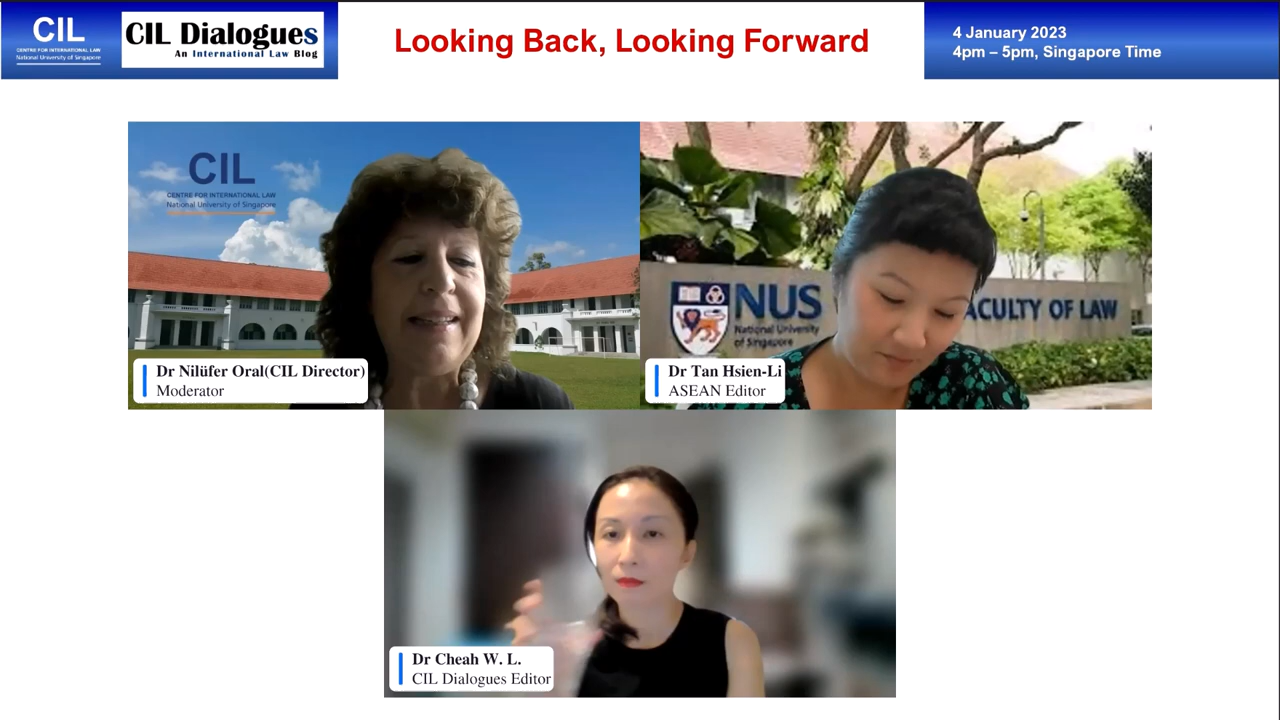 CIL
CENTRE FOR INTERNATIONAL LAW
National University of Singapore
CIL Dialogues
An International Law Blog
Looking Back, Looking Forward
4 January 2023
4pm – 5pm, Singapore Time
CIL
CENTRE FOR INTERNATIONAL LAW
National University of Singapore
NUS
National University
of Singapore
ACULTY OF LAW
Dr Nilüfer Oral(CIL Director)
Moderator
Dr Tan Hsien-Li
ASEAN Editor
Dr Cheah W. L.
CIL Dialogues Editor